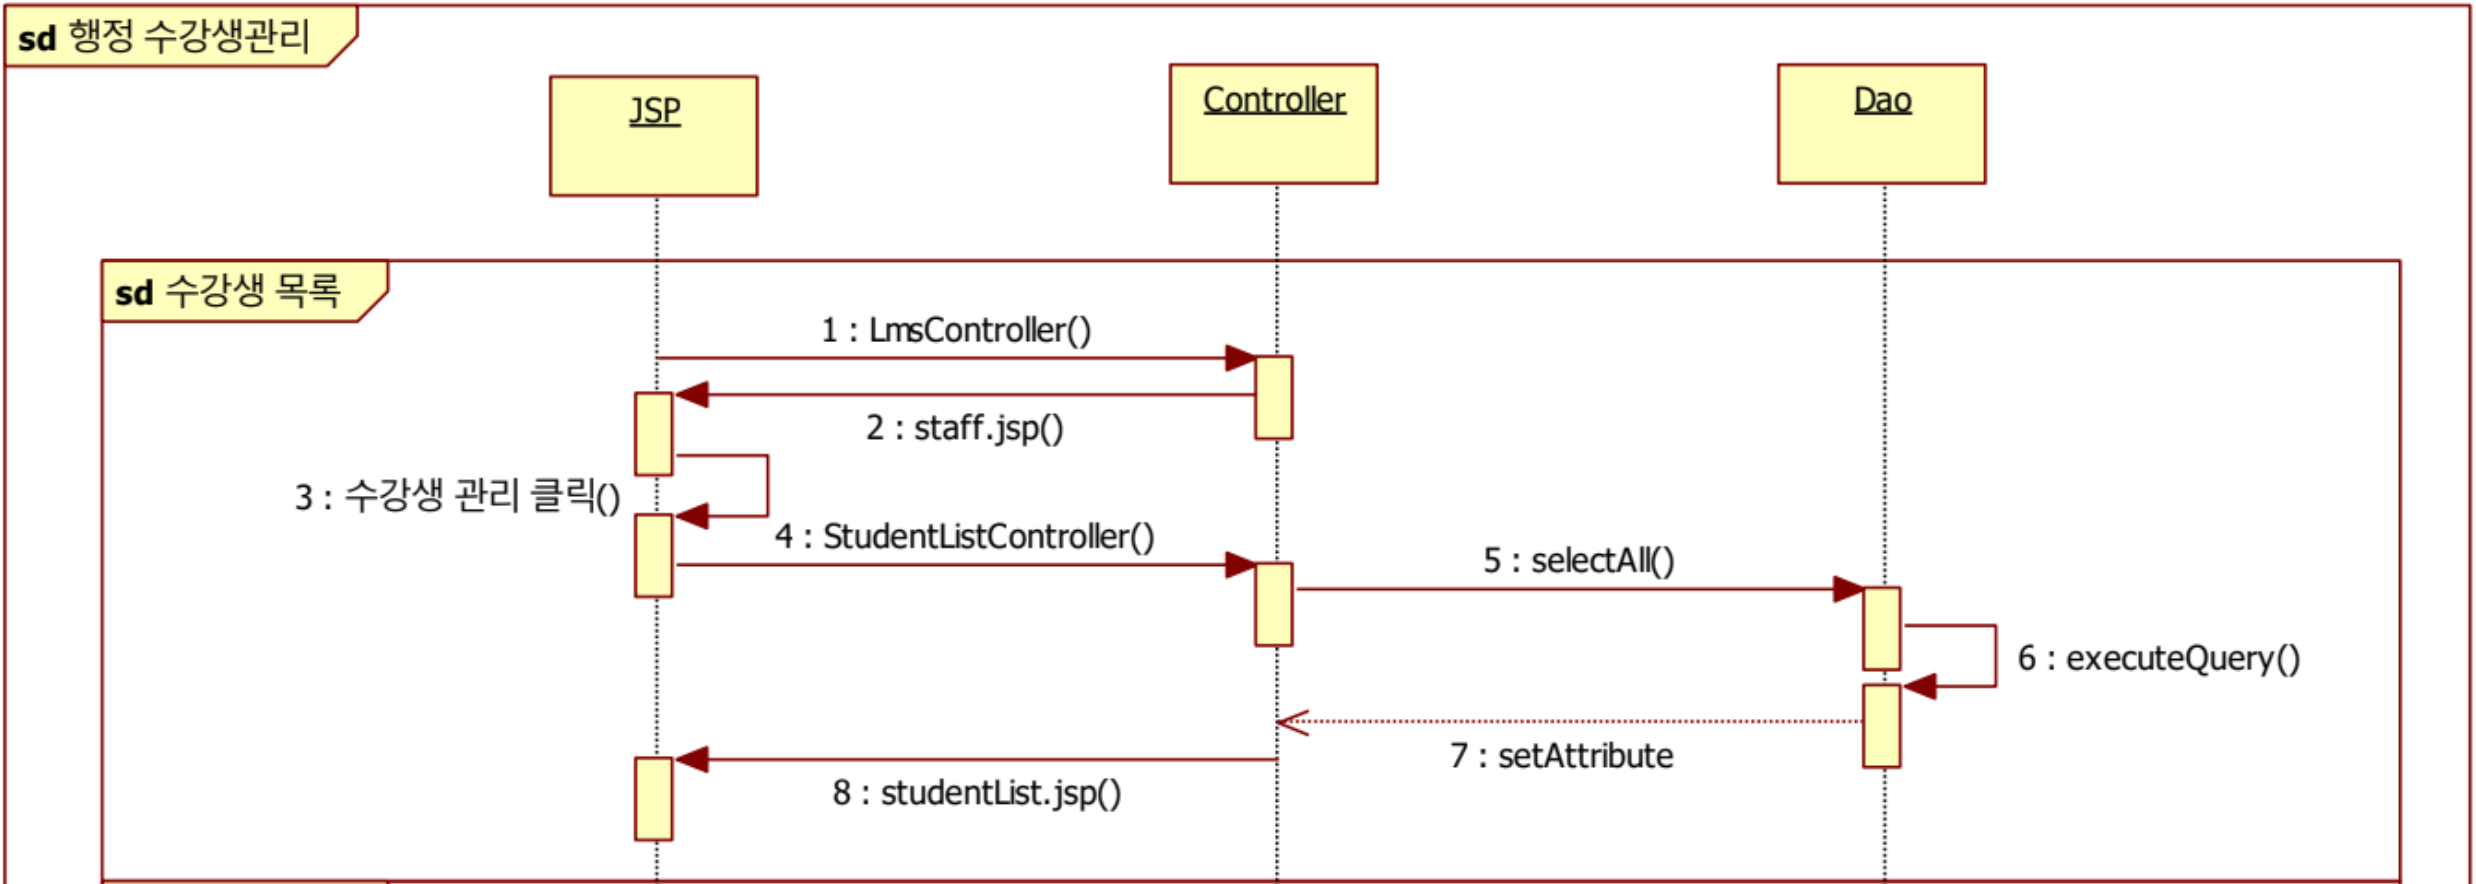 sd 행정 수강생관리
JSP
Controller
Dao
sd 수강생 목록
1 : LmsController()
2 : staff.jsp()
3 : 수강생 관리 클릭()
4 : StudentListController()
5 : selectAll()
6 : executeQuery()
7 : setAttribute
8 : studentList.jsp()